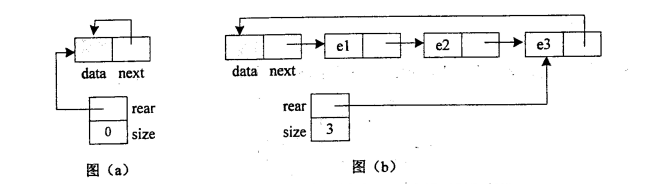 e1 e2 e3
data next data next
rear rear
0 size size 3
图（a） 图（b）